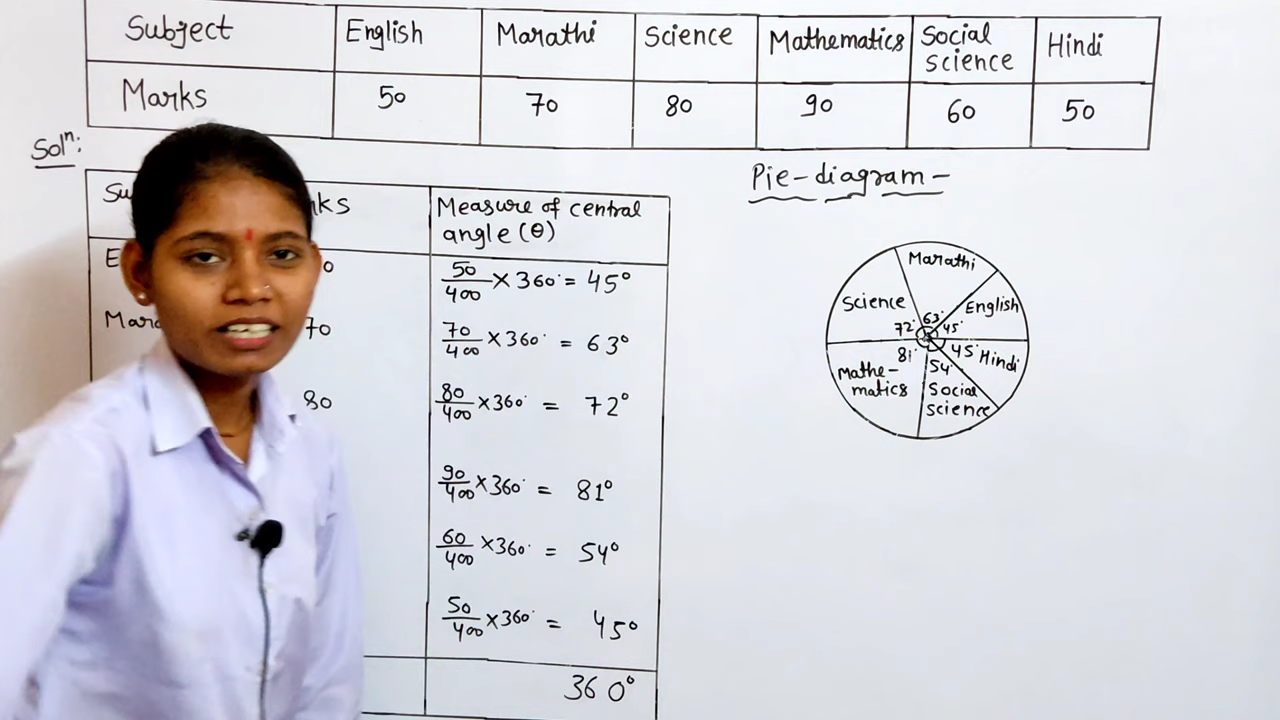 Subject English Marathi Science Mathematics Social science Hindi
Marks 50 70 80 90 60 50
Solⁿ:
Pie-diagram-
Measure of central
angle (θ)
50/400 × 360° = 45°
70/400 × 360° = 63°
70
80/400 × 360° = 72°
80
90/400 × 360° = 81°
60/400 × 360° = 54°
50/400 × 360° = 45°
360°
Marathi
Science
English
63°
72°
45°
81°
45°
Hindi
54°
Mathe-
matics
Social
science